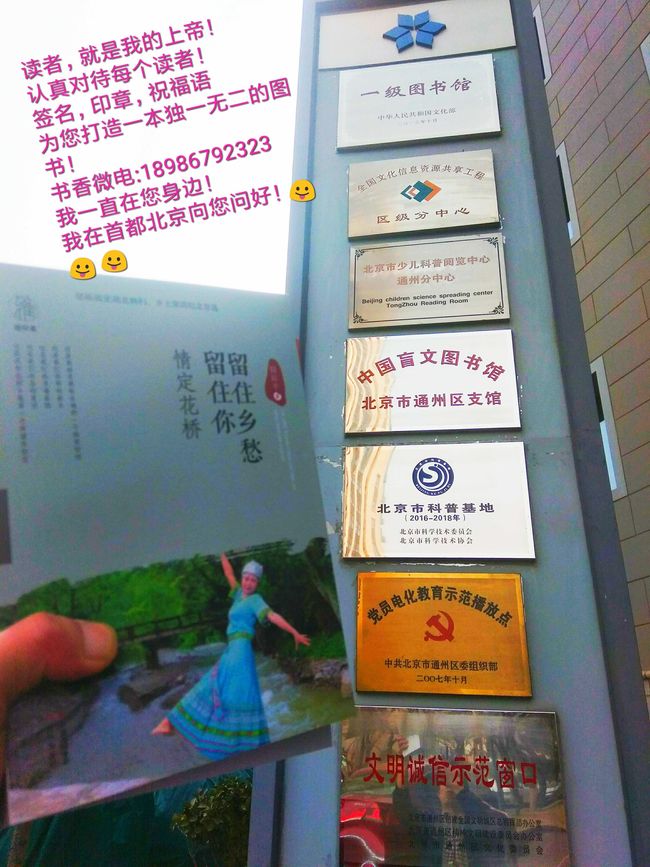 读者，就是我的上帝！
认真对待每个读者！
签名，印章，祝福语
为您打造一本独一无二的图
书！
书香微电:18986792323
我一直在您身边！
我在首都北京向您问好！
留住乡愁
留住你
情定花桥
一级图书馆
中华人民共和国文化部
全国文化信息资源共享工程
区级分中心
北京市少儿科普阅览中心
通州分中心
Beijing children science spreading center
TongZhou Reading Room
中国盲文图书馆
北京市通州区支馆
北京市科普基地
（2016-2018年）
北京市科学技术委员会
北京市科学技术协会
党员电化教育示范播放点
中共北京市通州区委组织部
二〇〇七年十月
文明诚信示范窗口